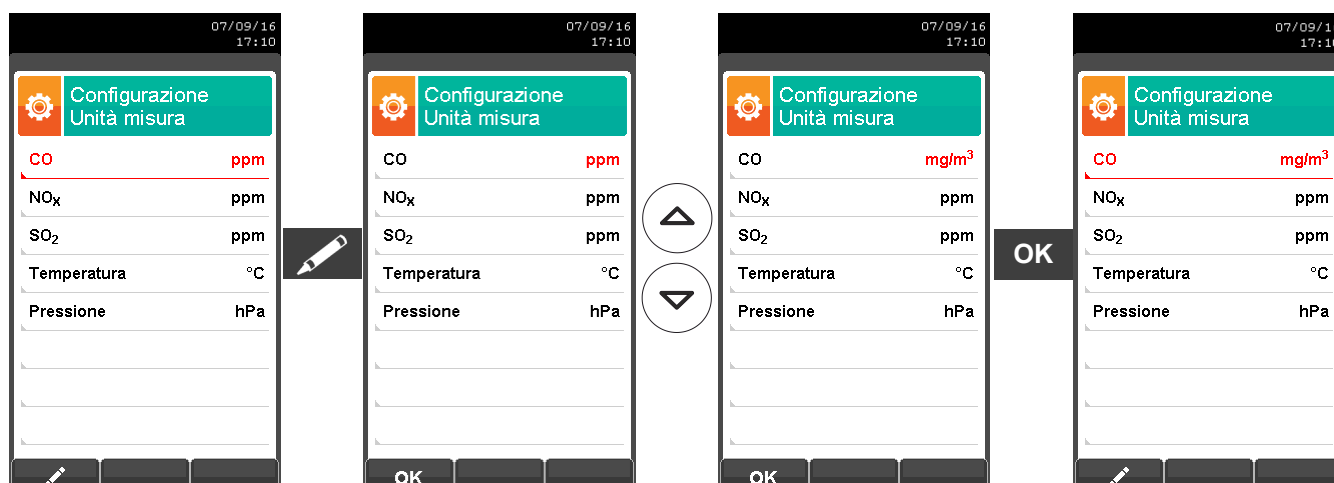 07/09/16
17:10
Configurazione
Unità misura
CO ppm
NOx ppm
SO2 ppm
Temperatura °C
Pressione hPa
07/09/16
17:10
Configurazione
Unità misura
CO ppm
NOx ppm
SO2 ppm
Temperatura °C
Pressione hPa
OK
07/09/16
17:10
Configurazione
Unità misura
CO mg/m³
NOx ppm
SO2 ppm
Temperatura °C
Pressione hPa
OK
OK
07/09/1
17:1
Configurazione
Unità misura
CO mg/m³
NOx ppm
SO2 ppm
Temperatura °C
Pressione hPa